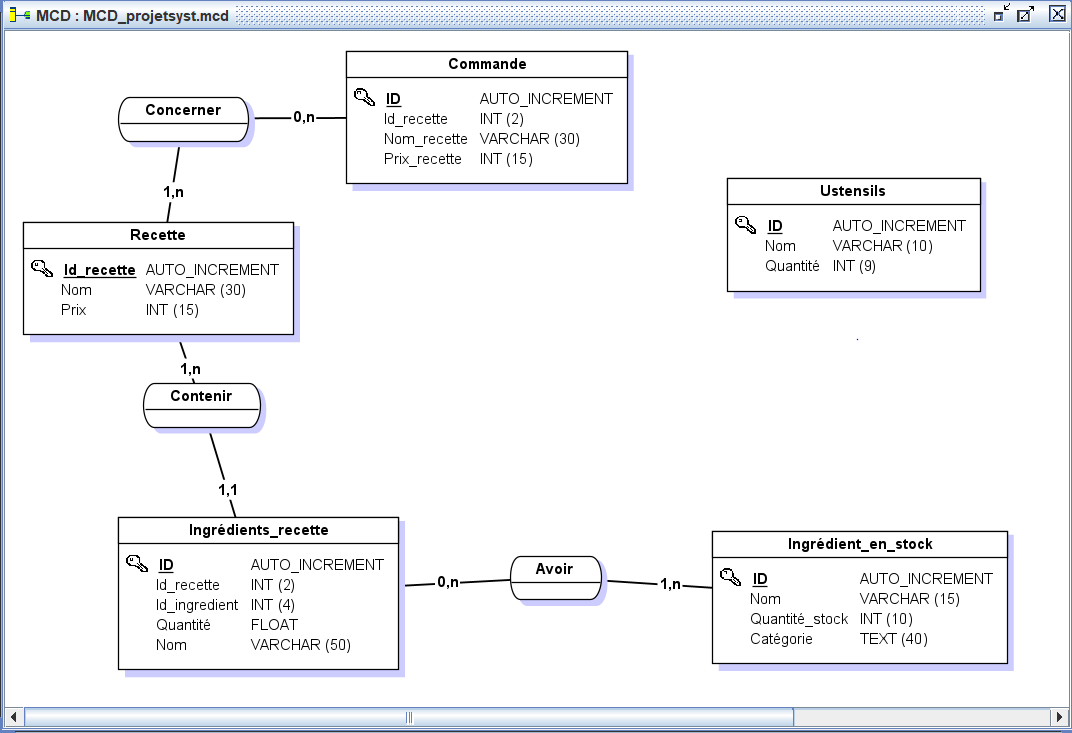 MCD : MCD_projetsyst.mcd
Commande
ID AUTO_INCREMENT
Id_recette INT (2)
Nom_recette VARCHAR (30)
Prix_recette INT (15)
Concerner
0,n
1,n
Ustensils
ID AUTO_INCREMENT
Nom VARCHAR (10)
Quantité INT (9)
Recette
Id_recette AUTO_INCREMENT
Nom VARCHAR (30)
Prix INT (15)
1,n
Contenir
1,1
Ingrédients_recette
ID AUTO_INCREMENT
Id_recette INT (2)
Id_ingredient INT (4)
Quantité FLOAT
Nom VARCHAR (50)
0,n
Avoir
1,n
Ingrédient_en_stock
ID AUTO_INCREMENT
Nom VARCHAR (15)
Quantité_stock INT (10)
Catégorie TEXT (40)